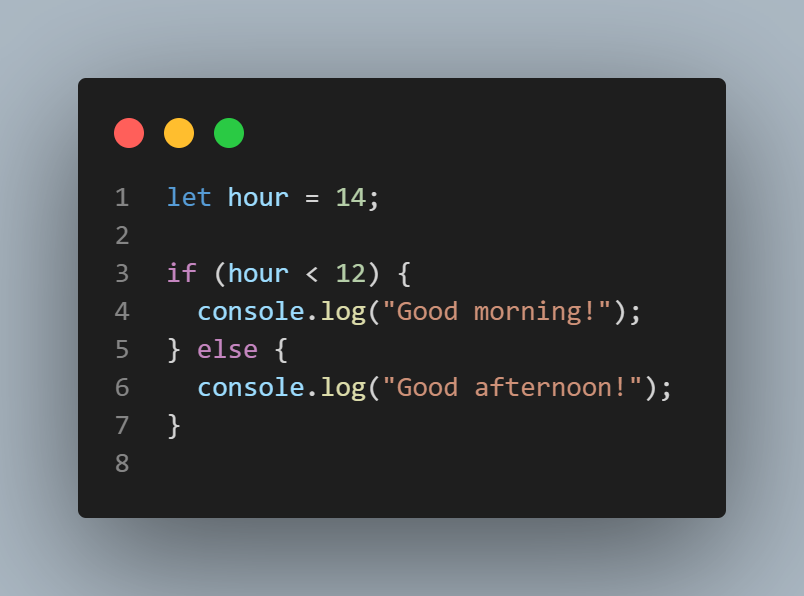 1 let hour = 14;
2
3 if (hour < 12) {
4   console.log("Good morning!");
5 } else {
6   console.log("Good afternoon!");
7 }
8